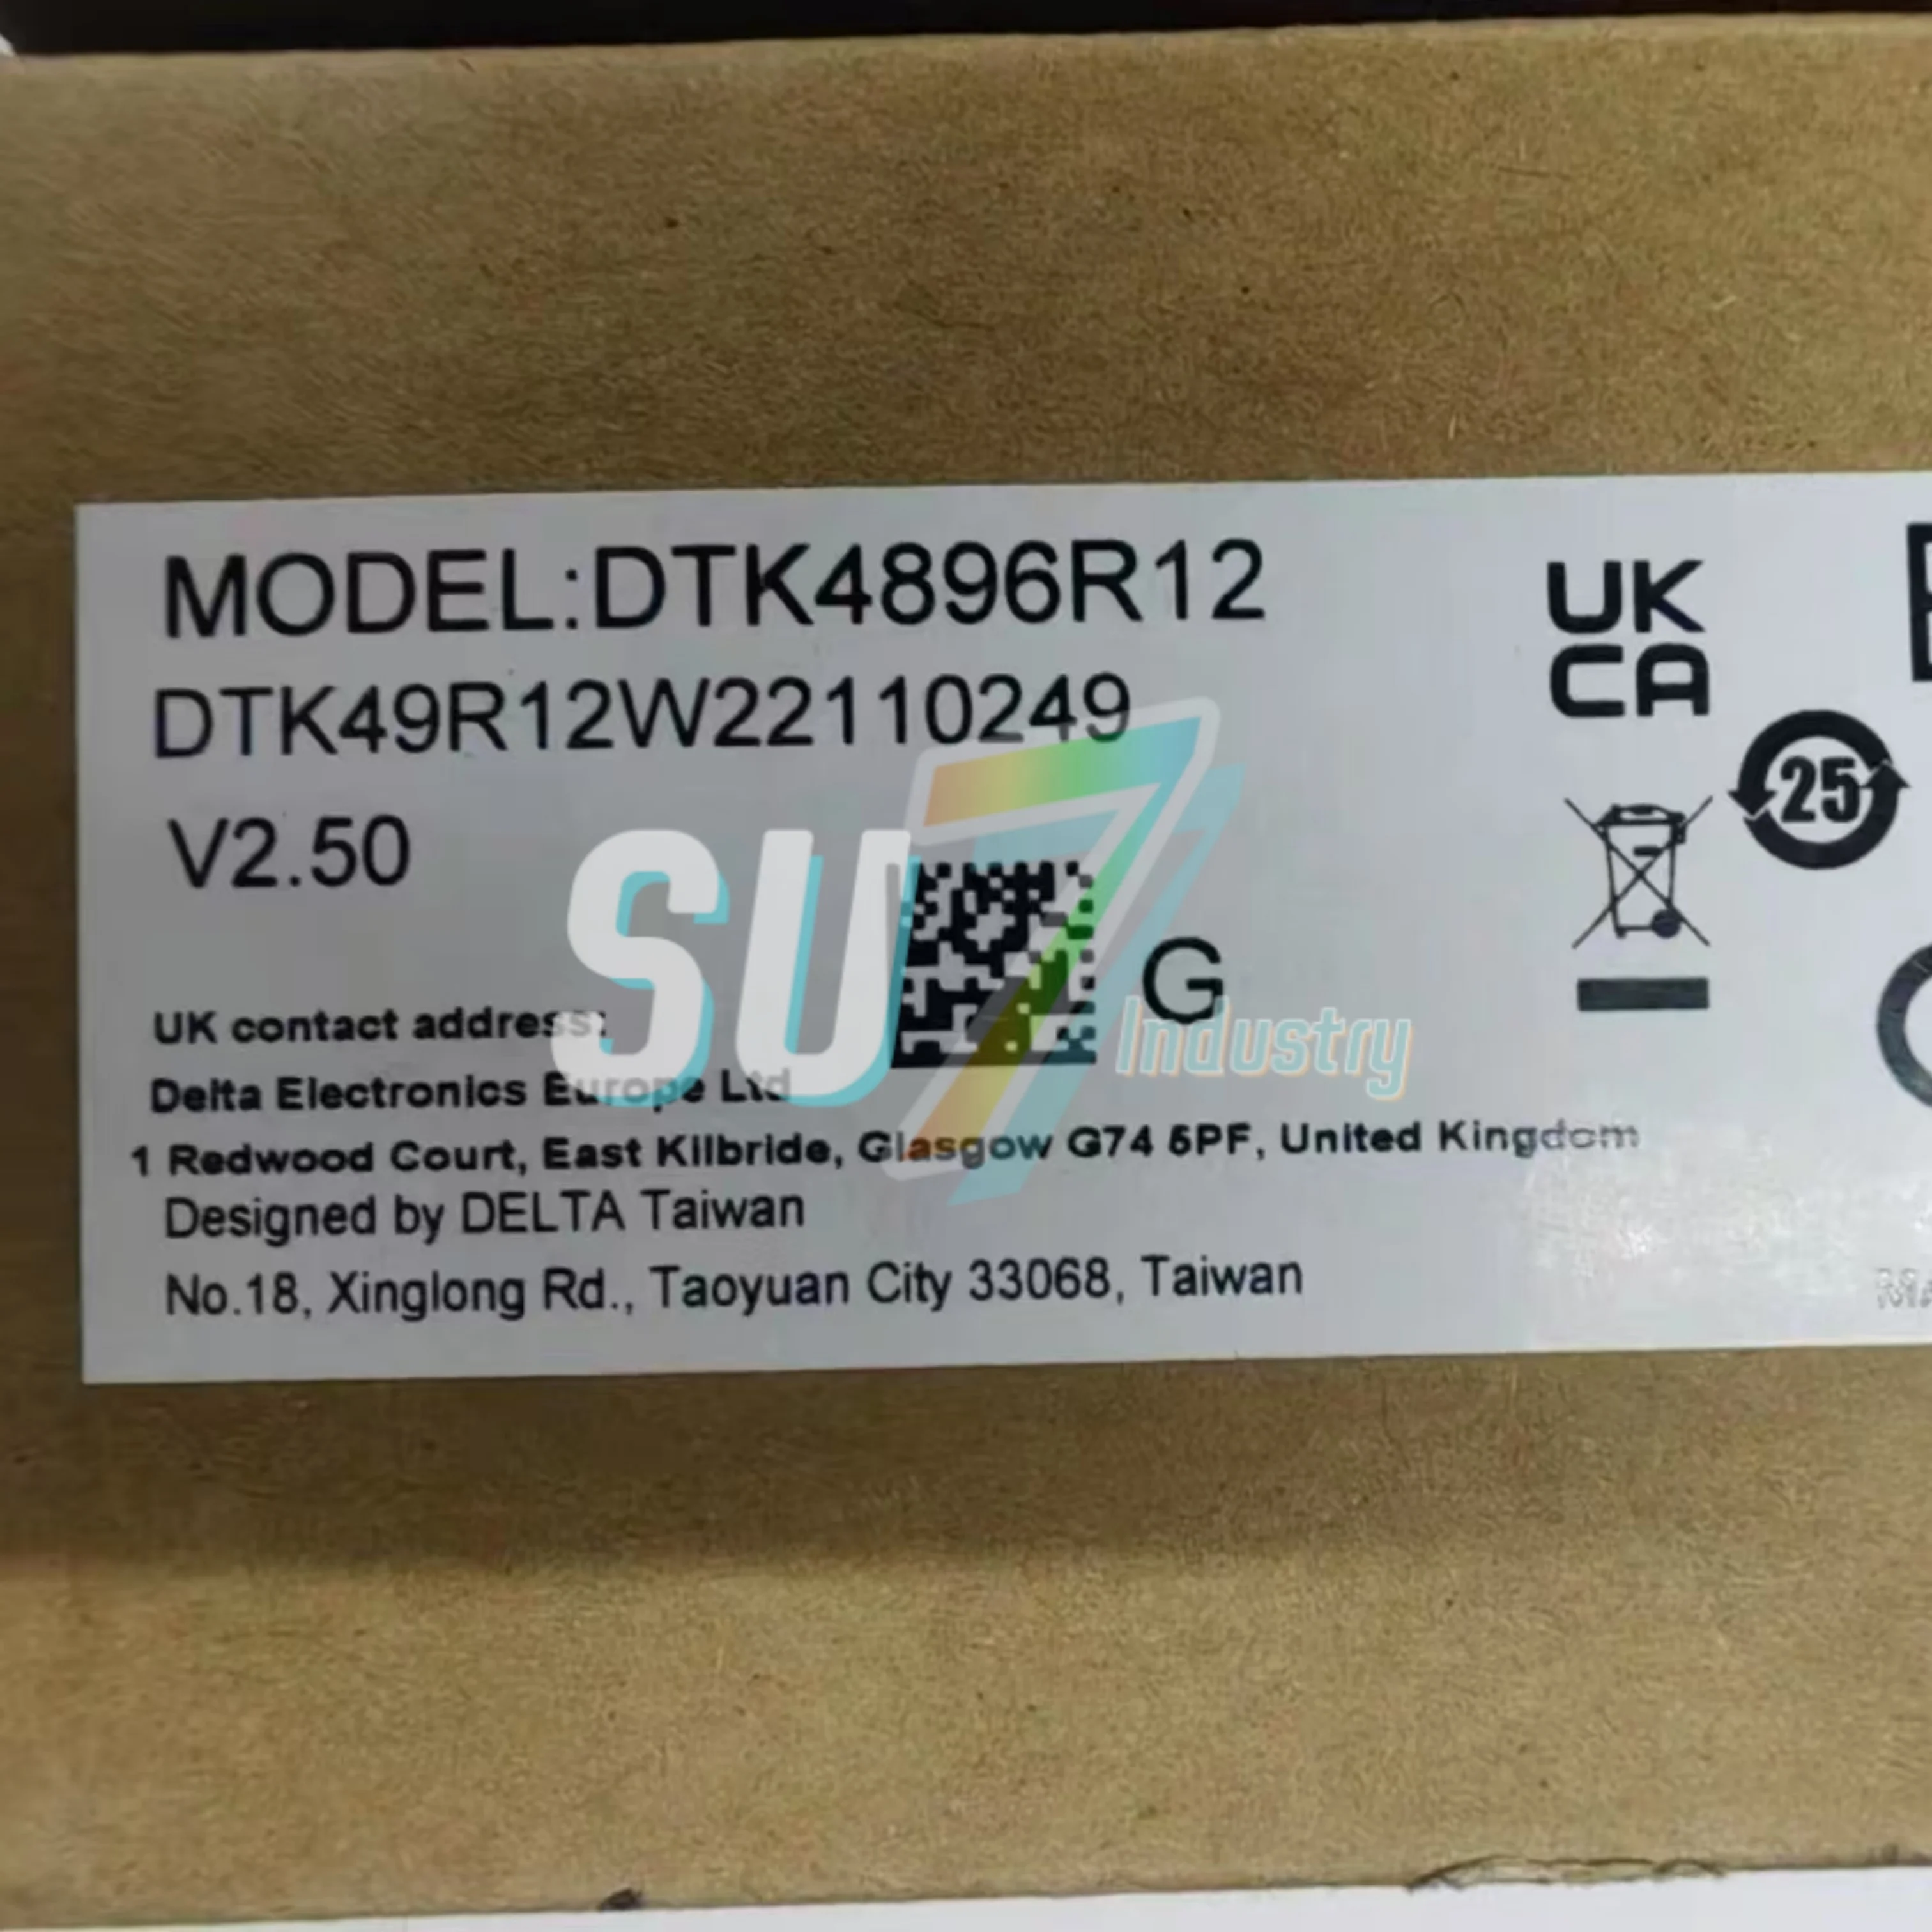 MODEL:DTK4896R12
DTK49R12W22110249
V2.50
UK
CA
25
SU7
G
Industry
UK contact address:
Delta Electronics Europe Ltd
1 Redwood Court, East Kilbride, Glasgow G74 5PF, United Kingdom
Designed by DELTA Taiwan
No.18, Xinglong Rd., Taoyuan City 33068, Taiwan